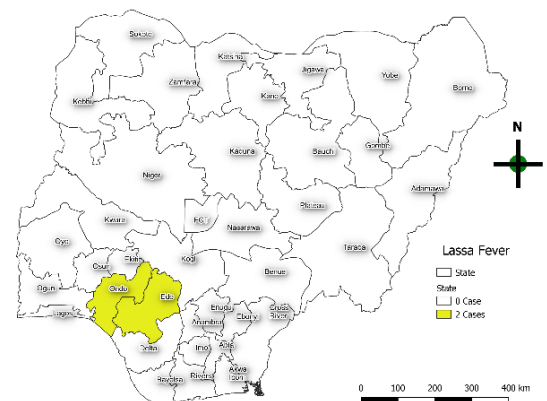 Sokoto
Katsina
Jigawa
Yobe
Borno
Zamfara
Kano
Kebbi
Kaduna
Bauchi
Gombe
Adamawa
Niger
Plateau
FCT
Nasarawa
Kwara
Taraba
Oyo
Kogi
Benue
Osun
Ekiti
Ogun
Ondo
Edo
Lagos
Enugu
Ebony
Cross
River
Anambra
Delta
Imo
Abia
Bayelsa
Rivers
Akwa
Ibom
N
Lassa Fever
State
State
0 Case
2 Cases
0 100 200 300 400 km